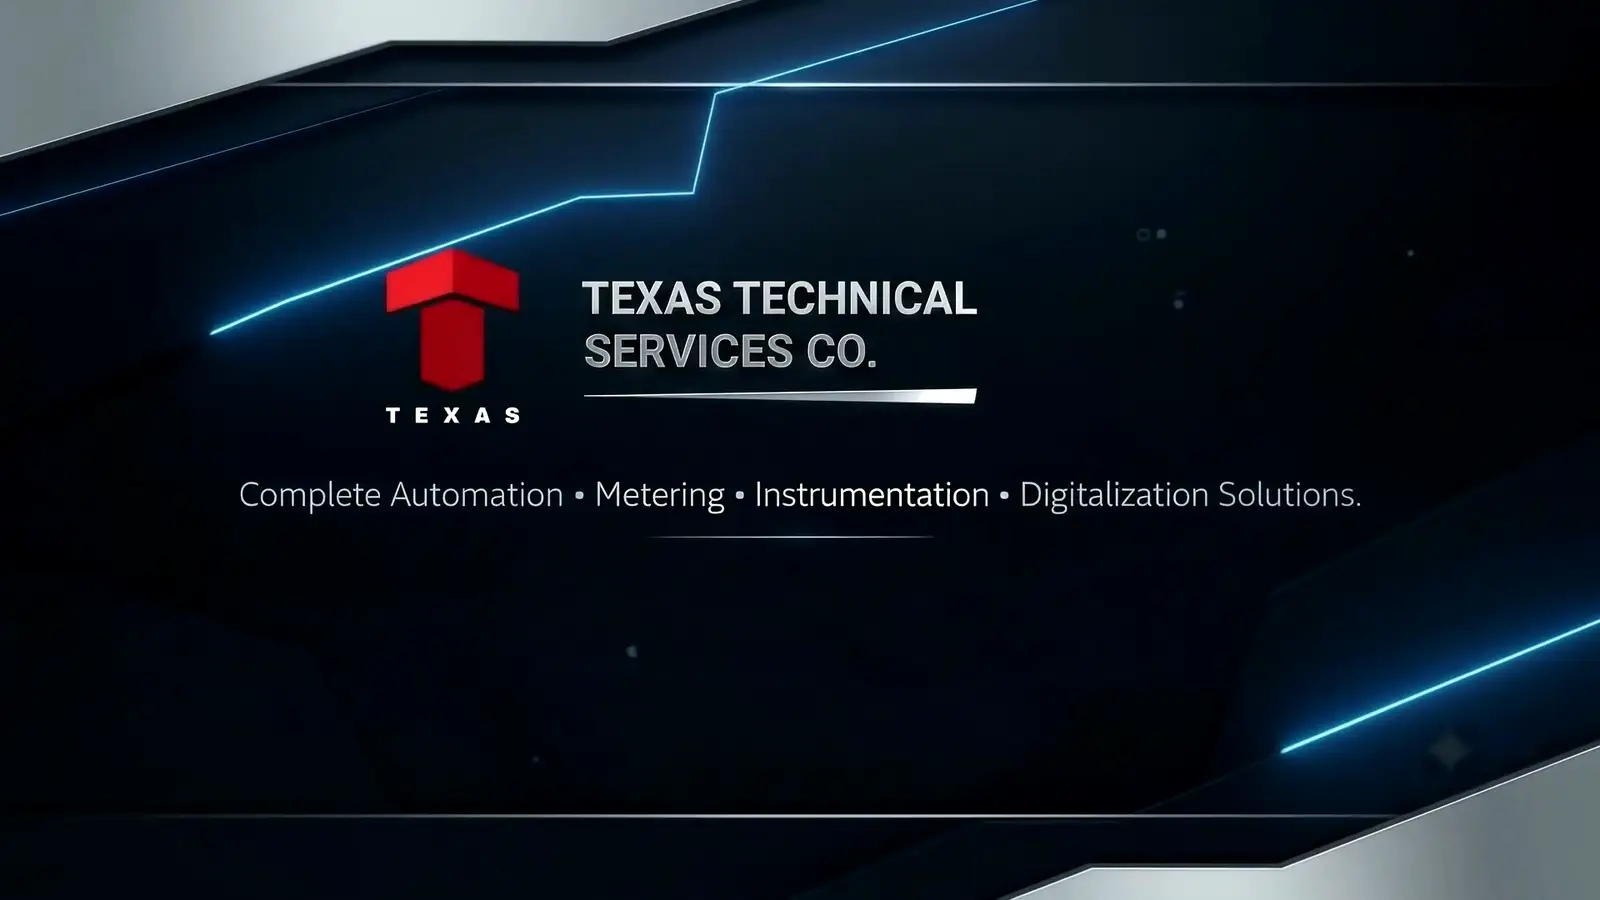 TEXAS TECHNICAL
SERVICES CO.
TEXAS
Complete Automation • Metering • Instrumentation • Digitalization Solutions.